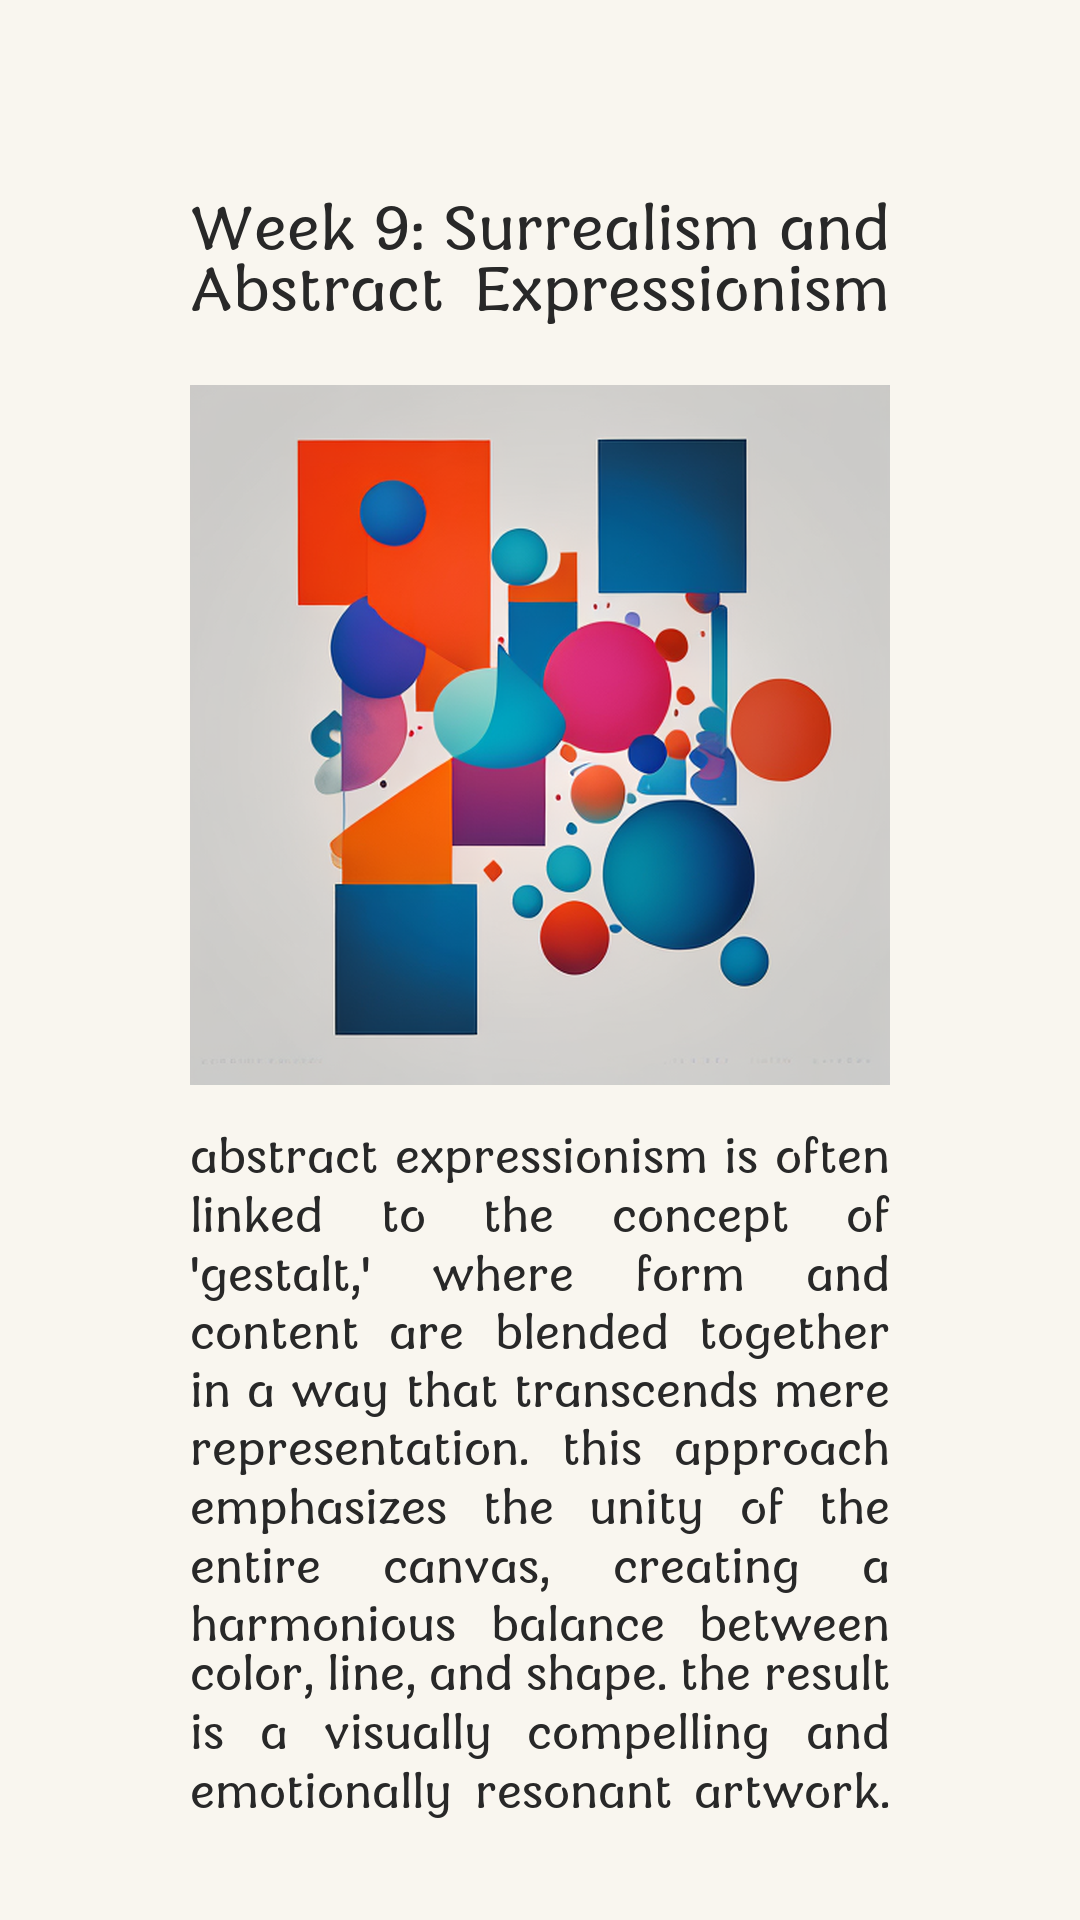 Week 9: Surrealism and
Abstract Expressionism
abstract expressionism is often
linked to the concept of
'gestalt,' where form and
content are blended together
in a way that transcends mere
representation. this approach
emphasizes the unity of the
entire canvas, creating a
harmonious balance between
color, line, and shape. the result
is a visually compelling and
emotionally resonant artwork.